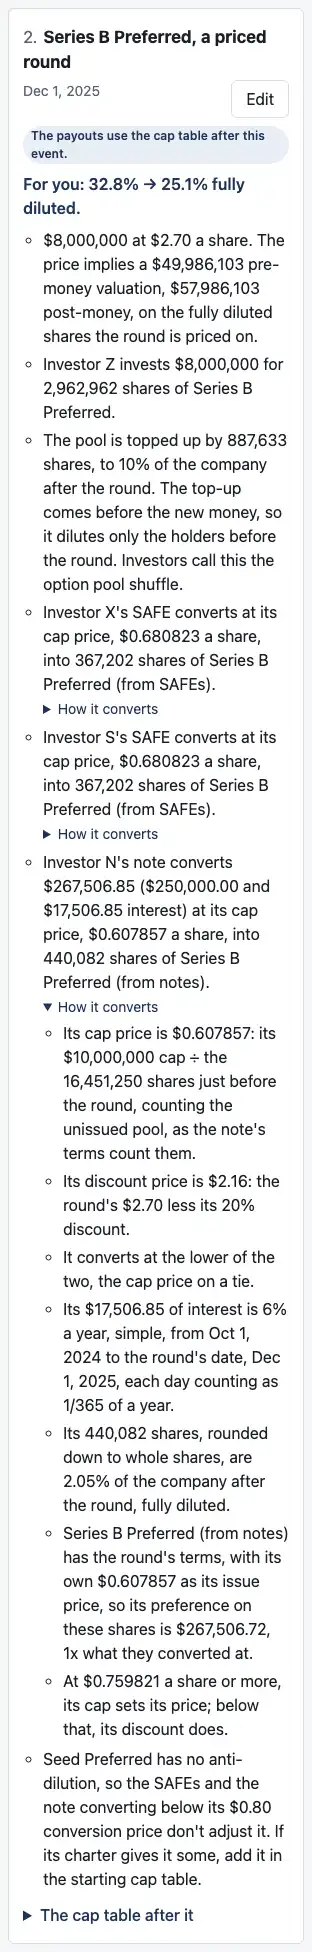 2. Series B Preferred, a priced
round
Dec 1, 2025
Edit
The payouts use the cap table after this
event.
For you: 32.8% → 25.1% fully
diluted.
◦ $8,000,000 at $2.70 a share. The
price implies a $49,986,103 pre-
money valuation, $57,986,103
post-money, on the fully diluted
shares the round is priced on.
◦ Investor Z invests $8,000,000 for
2,962,962 shares of Series B
Preferred.
◦ The pool is topped up by 887,633
shares, to 10% of the company
after the round. The top-up
comes before the new money, so
it dilutes only the holders before
the round. Investors call this the
option pool shuffle.
◦ Investor X's SAFE converts at its
cap price, $0.680823 a share,
into 367,202 shares of Series B
Preferred (from SAFEs).
▶ How it converts
◦ Investor S's SAFE converts at its
cap price, $0.680823 a share,
into 367,202 shares of Series B
Preferred (from SAFEs).
▶ How it converts
◦ Investor N's note converts
$267,506.85 ($250,000.00 and
$17,506.85 interest) at its cap
price, $0.607857 a share, into
440,082 shares of Series B
Preferred (from notes).
▼ How it converts
◦ Its cap price is $0.607857: its
$10,000,000 cap ÷ the
16,451,250 shares just before
the round, counting the
unissued pool, as the note's
terms count them.
◦ Its discount price is $2.16: the
round's $2.70 less its 20%
discount.
◦ It converts at the lower of the
two, the cap price on a tie.
◦ Its $17,506.85 of interest is 6%
a year, simple, from Oct 1,
2024 to the round's date, Dec
1, 2025, each day counting as
1/365 of a year.
◦ Its 440,082 shares, rounded
down to whole shares, are
2.05% of the company after
the round, fully diluted.
◦ Series B Preferred (from notes)
has the round's terms, with its
own $0.607857 as its issue
price, so its preference on
these shares is $267,506.72,
1x what they converted at.
◦ At $0.759821 a share or more,
its cap sets its price; below
that, its discount does.
◦ Seed Preferred has no anti-
dilution, so the SAFEs and the
note converting below its $0.80
conversion price don't adjust it. If
its charter gives it some, add it in
the starting cap table.
▶ The cap table after it